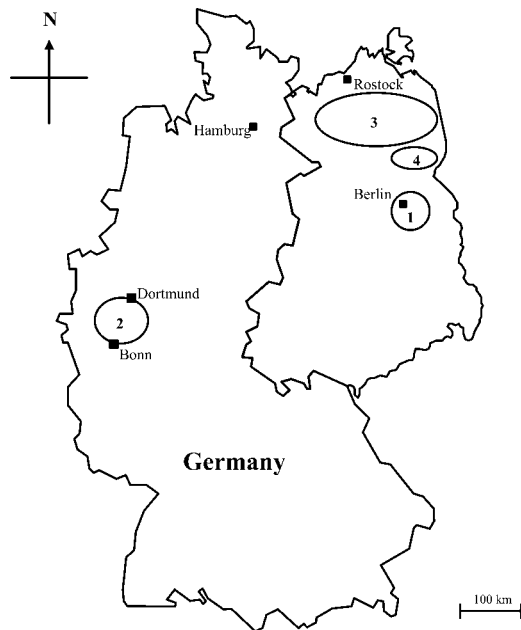 N
Rostock
Hamburg
3
4
Berlin
1
Dortmund
2
Bonn
Germany
100 km